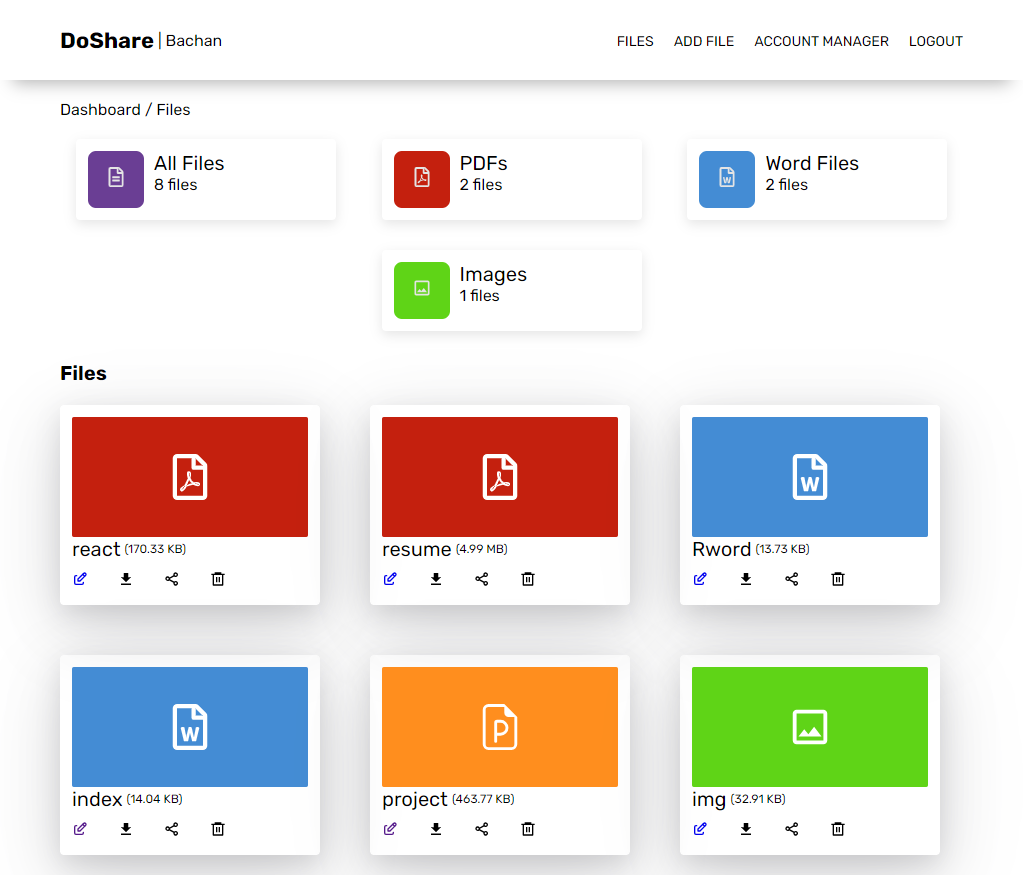 DoShare | Bachan
FILES ADD FILE ACCOUNT MANAGER LOGOUT
Dashboard / Files
All Files
8 files
PDFs
2 files
Word Files
2 files
Images
1 files
Files
react (170.33 KB)
resume (4.99 MB)
Rword (13.73 KB)
index (14.04 KB)
project (463.77 KB)
img (32.91 KB)